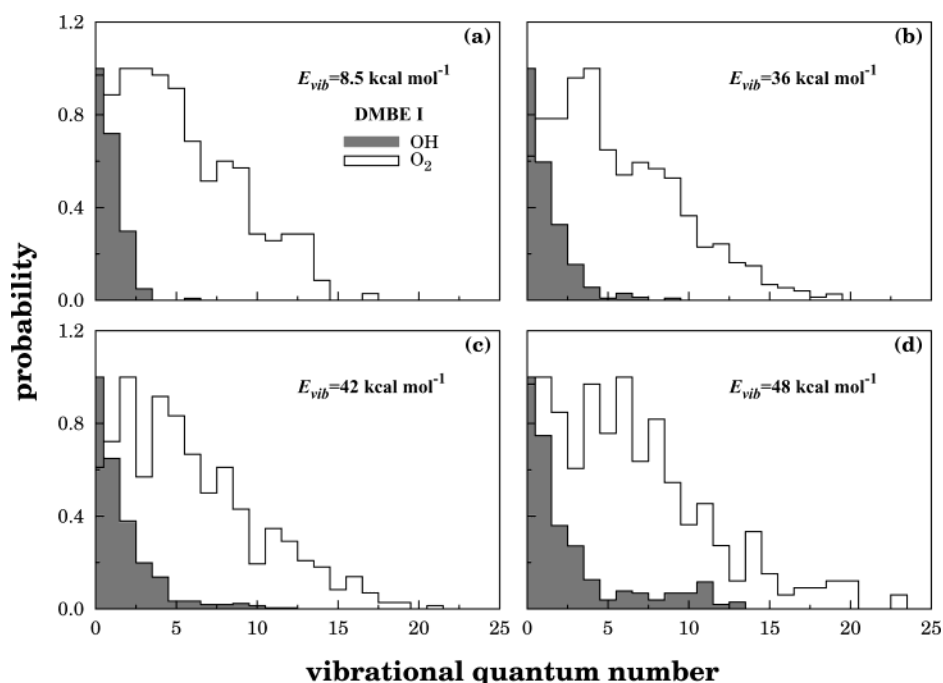 (a)
E_vib=8.5 kcal mol⁻¹
DMBE I
OH
O₂
(b)
E_vib=36 kcal mol⁻¹
1.2
0.8
0.4
0.0
(c)
E_vib=42 kcal mol⁻¹
(d)
E_vib=48 kcal mol⁻¹
1.2
0.8
0.4
0.0
probability
0 5 10 15 20 25
0 5 10 15 20 25
vibrational quantum number